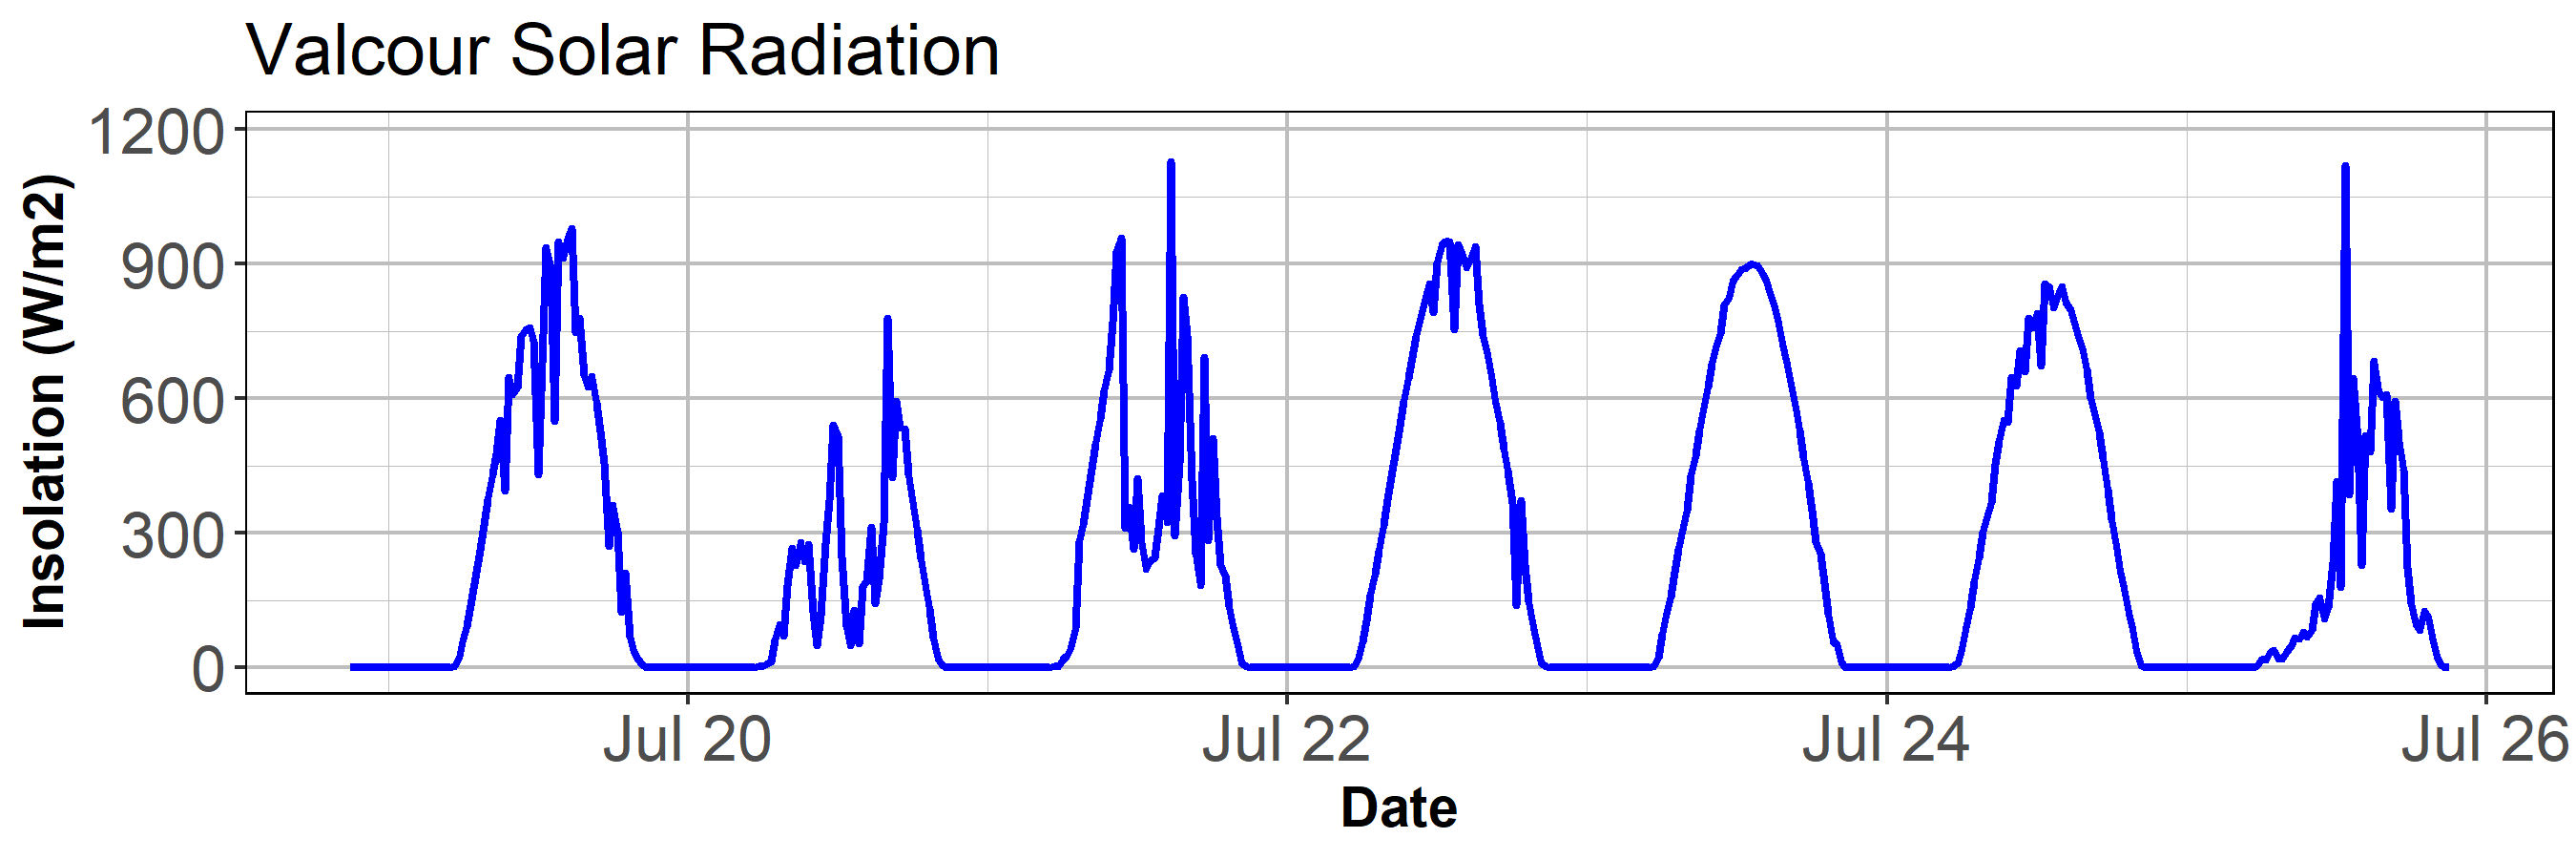 Valcour Solar Radiation
1200
900
600
300
0
Insolation (W/m2)
Jul 20
Jul 22
Jul 24
Jul 26
Date